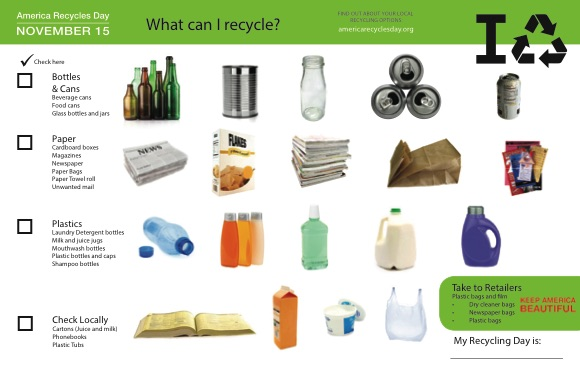 America Recycles Day
NOVEMBER 15
What can I recycle?
FIND OUT ABOUT YOUR LOCAL
RECYCLING OPTIONS
americarecyclesday.org
I
Check here
Bottles
& Cans
Beverage cans
Food cans
Glass bottles and jars
Paper
Cardboard boxes
Magazines
Newspaper
Paper Bags
Paper Towel roll
Unwanted mail
NEWS
FLAKES
Plastics
Laundry Detergent bottles
Milk and juice jugs
Mouthwash bottles
Plastic bottles and caps
Shampoo bottles
Check Locally
Cartons (Juice and milk)
Phonebooks
Plastic Tubs
Take to Retailers
Plastic bags and film
• Dry cleaner bags
• Newspaper bags
• Plastic bags
KEEP AMERICA
BEAUTIFUL
My Recycling Day is: